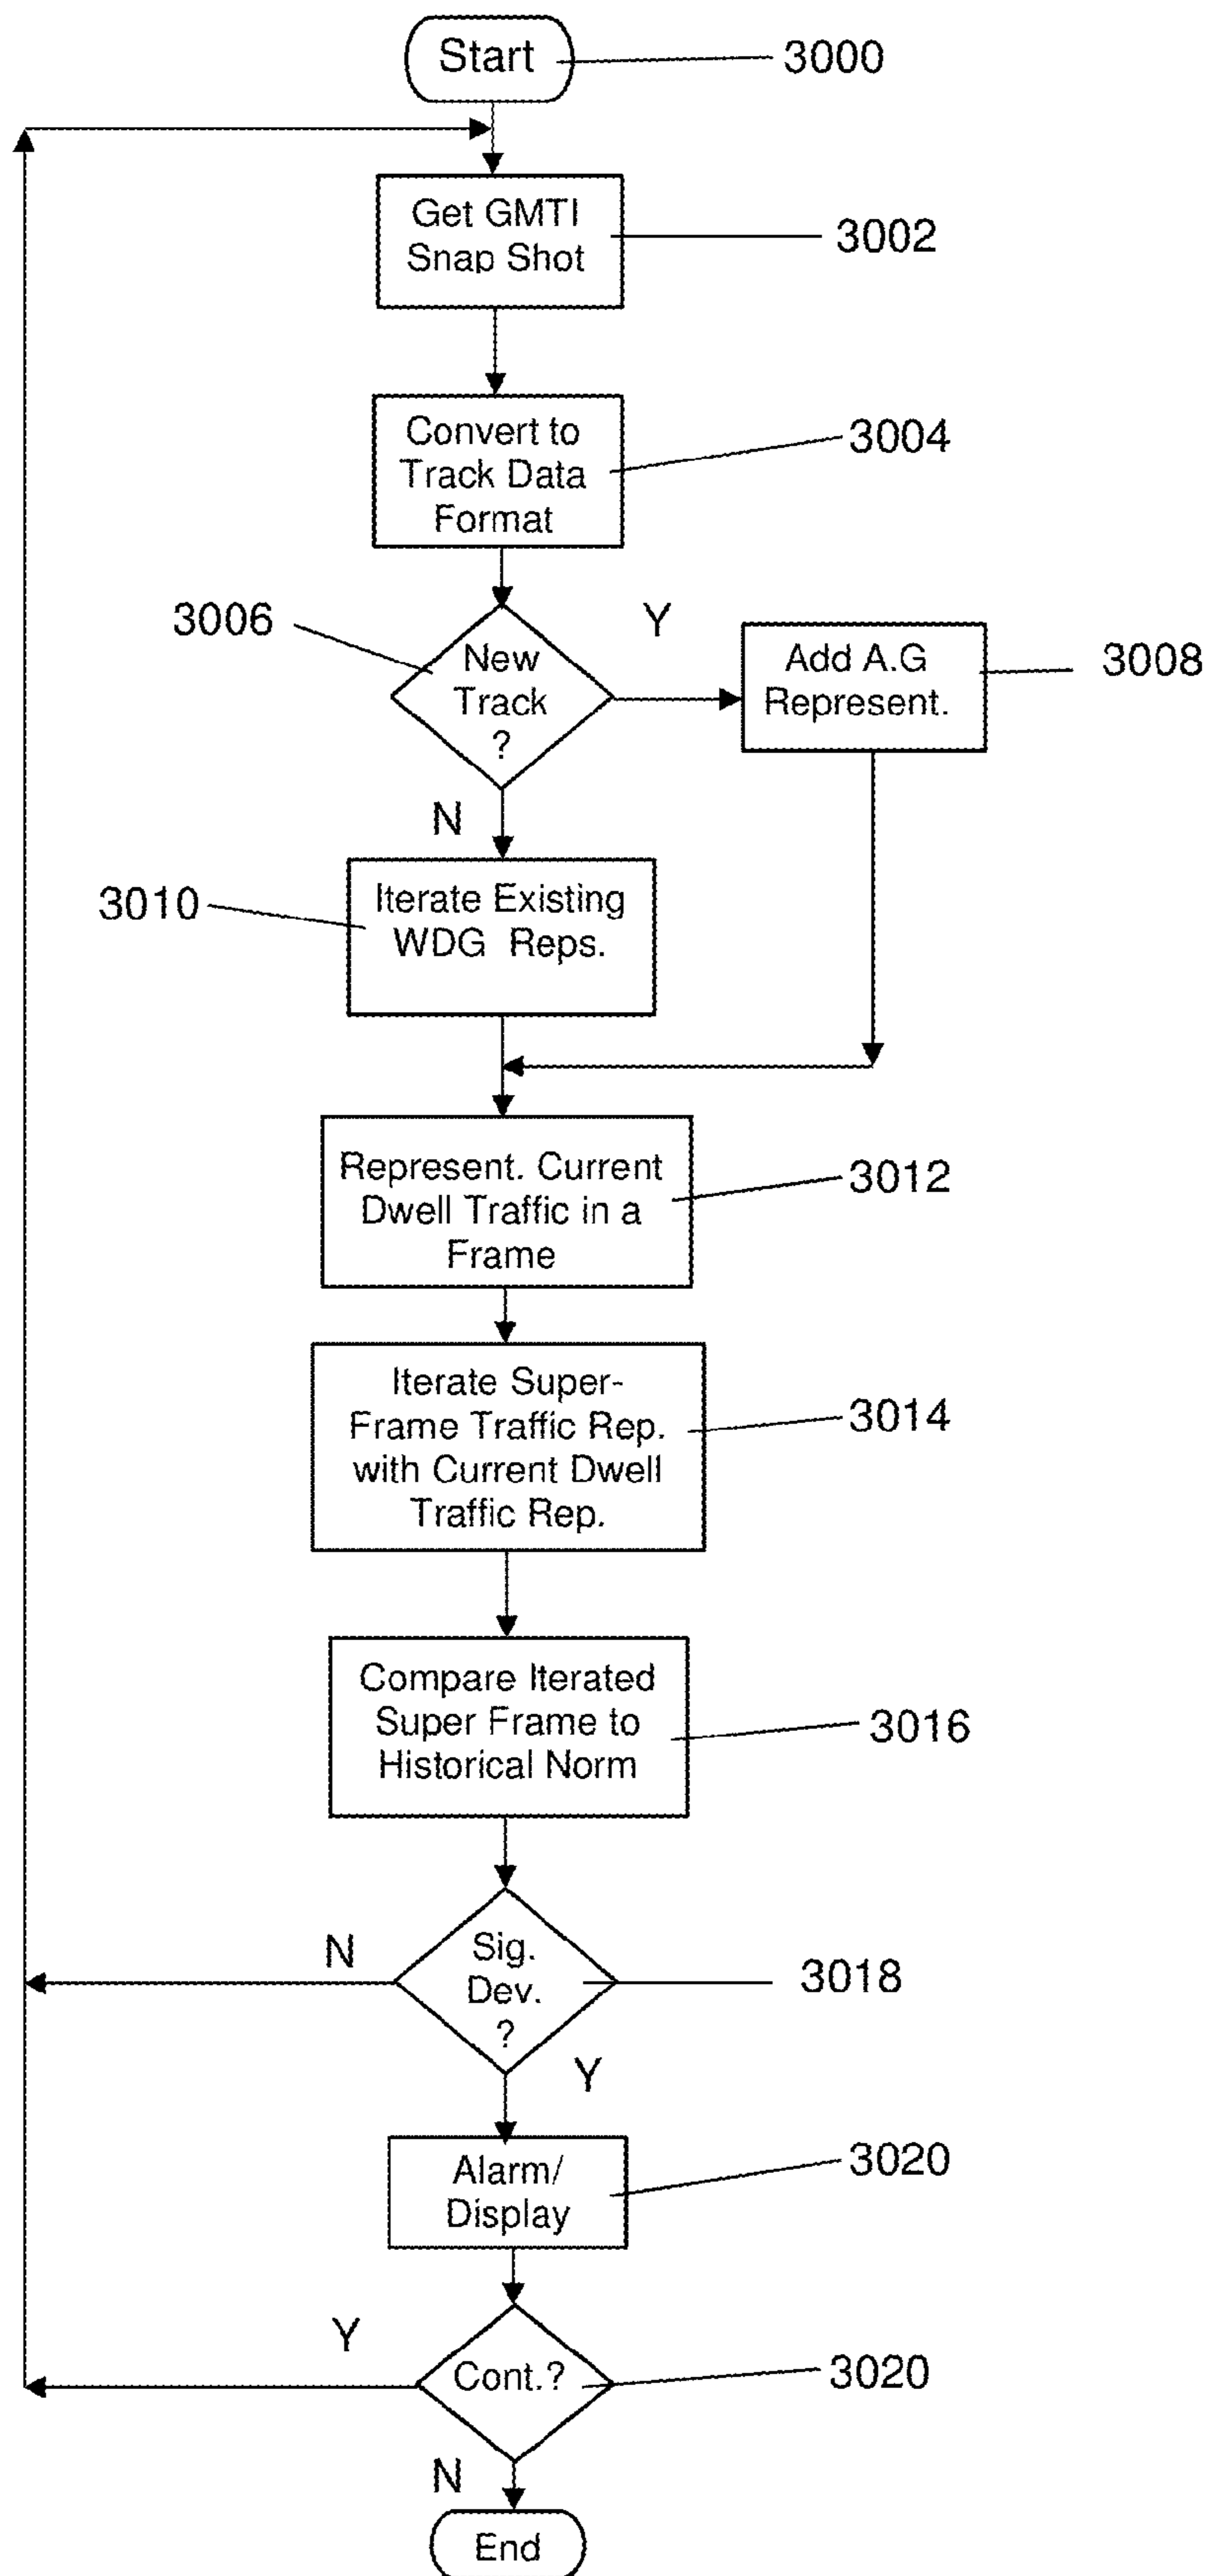 Start
3000
Get GMTI
Snap Shot
3002
Convert to
Track Data
Format
3004
3006
New
Track
?
Y
Add A.G
Represent.
3008
N
3010
Iterate Existing
WDG Reps.
Represent. Current
Dwell Traffic in a
Frame
3012
Iterate Super-
Frame Traffic Rep.
with Current Dwell
Traffic Rep.
3014
Compare Iterated
Super Frame to
Historical Norm
3016
N
Sig.
Dev.
?
3018
Y
Alarm/
Display
3020
Y
Cont.?
3020
N
End